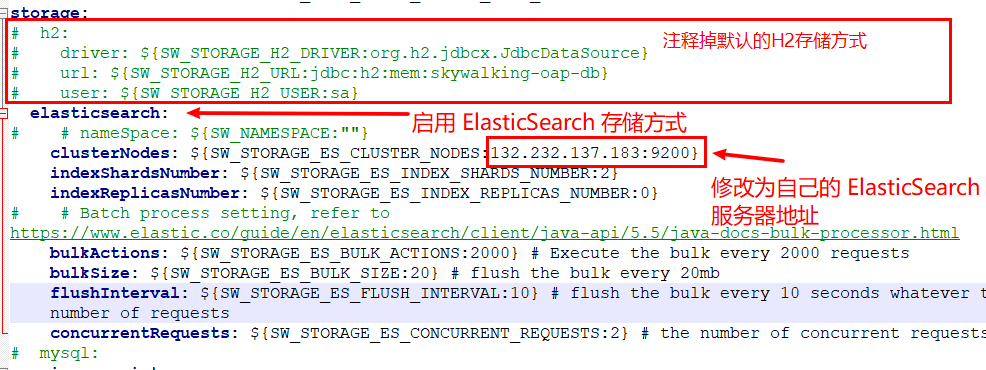 storage:
#  h2:
注释掉默认的H2存储方式
#    driver: ${SW_STORAGE_H2_DRIVER:org.h2.jdbcx.JdbcDataSource}
#    url: ${SW_STORAGE_H2_URL:jdbc:h2:mem:skywalking-oap-db}
#    user: ${SW_STORAGE_H2_USER:sa}
elasticsearch:
启用 ElasticSearch 存储方式
#    # nameSpace: ${SW_NAMESPACE:""}
clusterNodes: ${SW_STORAGE_ES_CLUSTER_NODES:132.232.137.183:9200}
indexShardsNumber: ${SW_STORAGE_ES_INDEX_SHARDS_NUMBER:2}
修改为自己的 ElasticSearch
indexReplicasNumber: ${SW_STORAGE_ES_INDEX_REPLICAS_NUMBER:0}
服务器地址
#    # Batch process setting, refer to
https://www.elastic.co/guide/en/elasticsearch/client/java-api/5.5/java-docs-bulk-processor.html
bulkActions: ${SW_STORAGE_ES_BULK_ACTIONS:2000} # Execute the bulk every 2000 requests
bulkSize: ${SW_STORAGE_ES_BULK_SIZE:20} # flush the bulk every 20mb
flushInterval: ${SW_STORAGE_ES_FLUSH_INTERVAL:10} # flush the bulk every 10 seconds whatever t
number of requests
concurrentRequests: ${SW_STORAGE_ES_CONCURRENT_REQUESTS:2} # the number of concurrent requests
#  mysql: